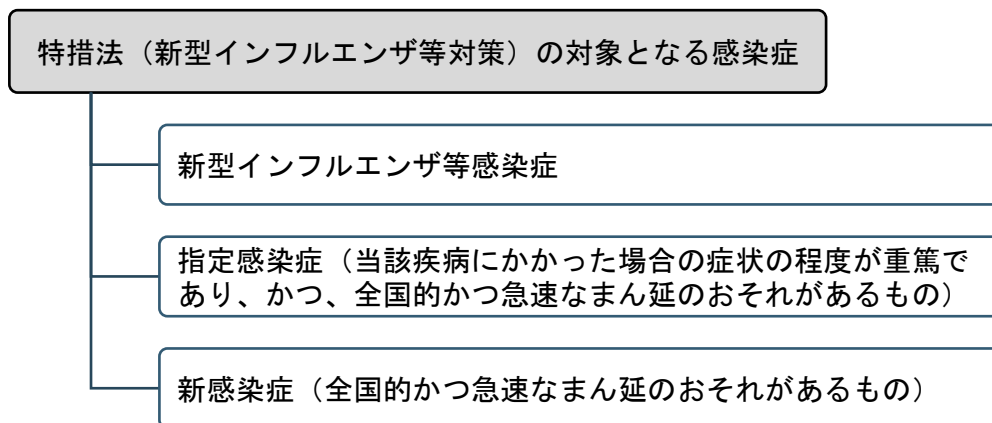 特措法（新型インフルエンザ等対策）の対象となる感染症
新型インフルエンザ等感染症
指定感染症（当該疾病にかかった場合の症状の程度が重篤で
あり、かつ、全国的かつ急速なまん延のおそれがあるもの）
新感染症（全国的かつ急速なまん延のおそれがあるもの）